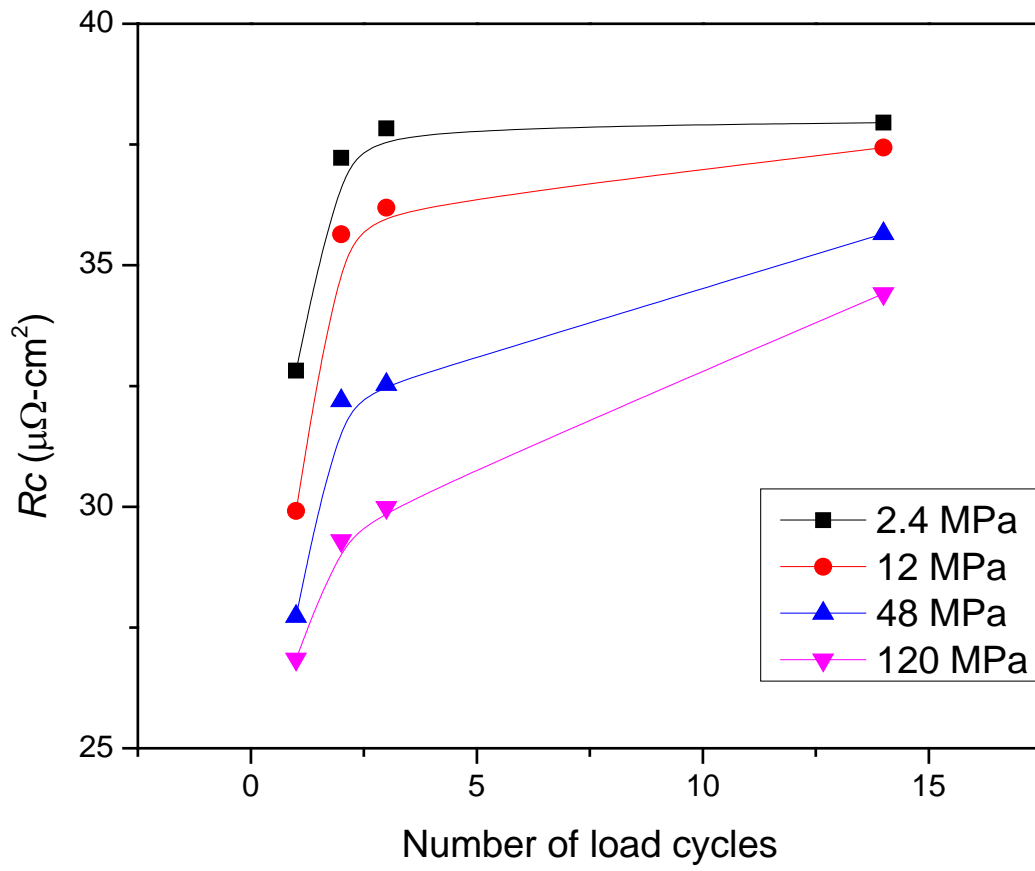 40
35
30
25
Rc (μΩ-cm²)
0
5
10
15
Number of load cycles
2.4 MPa
12 MPa
48 MPa
120 MPa